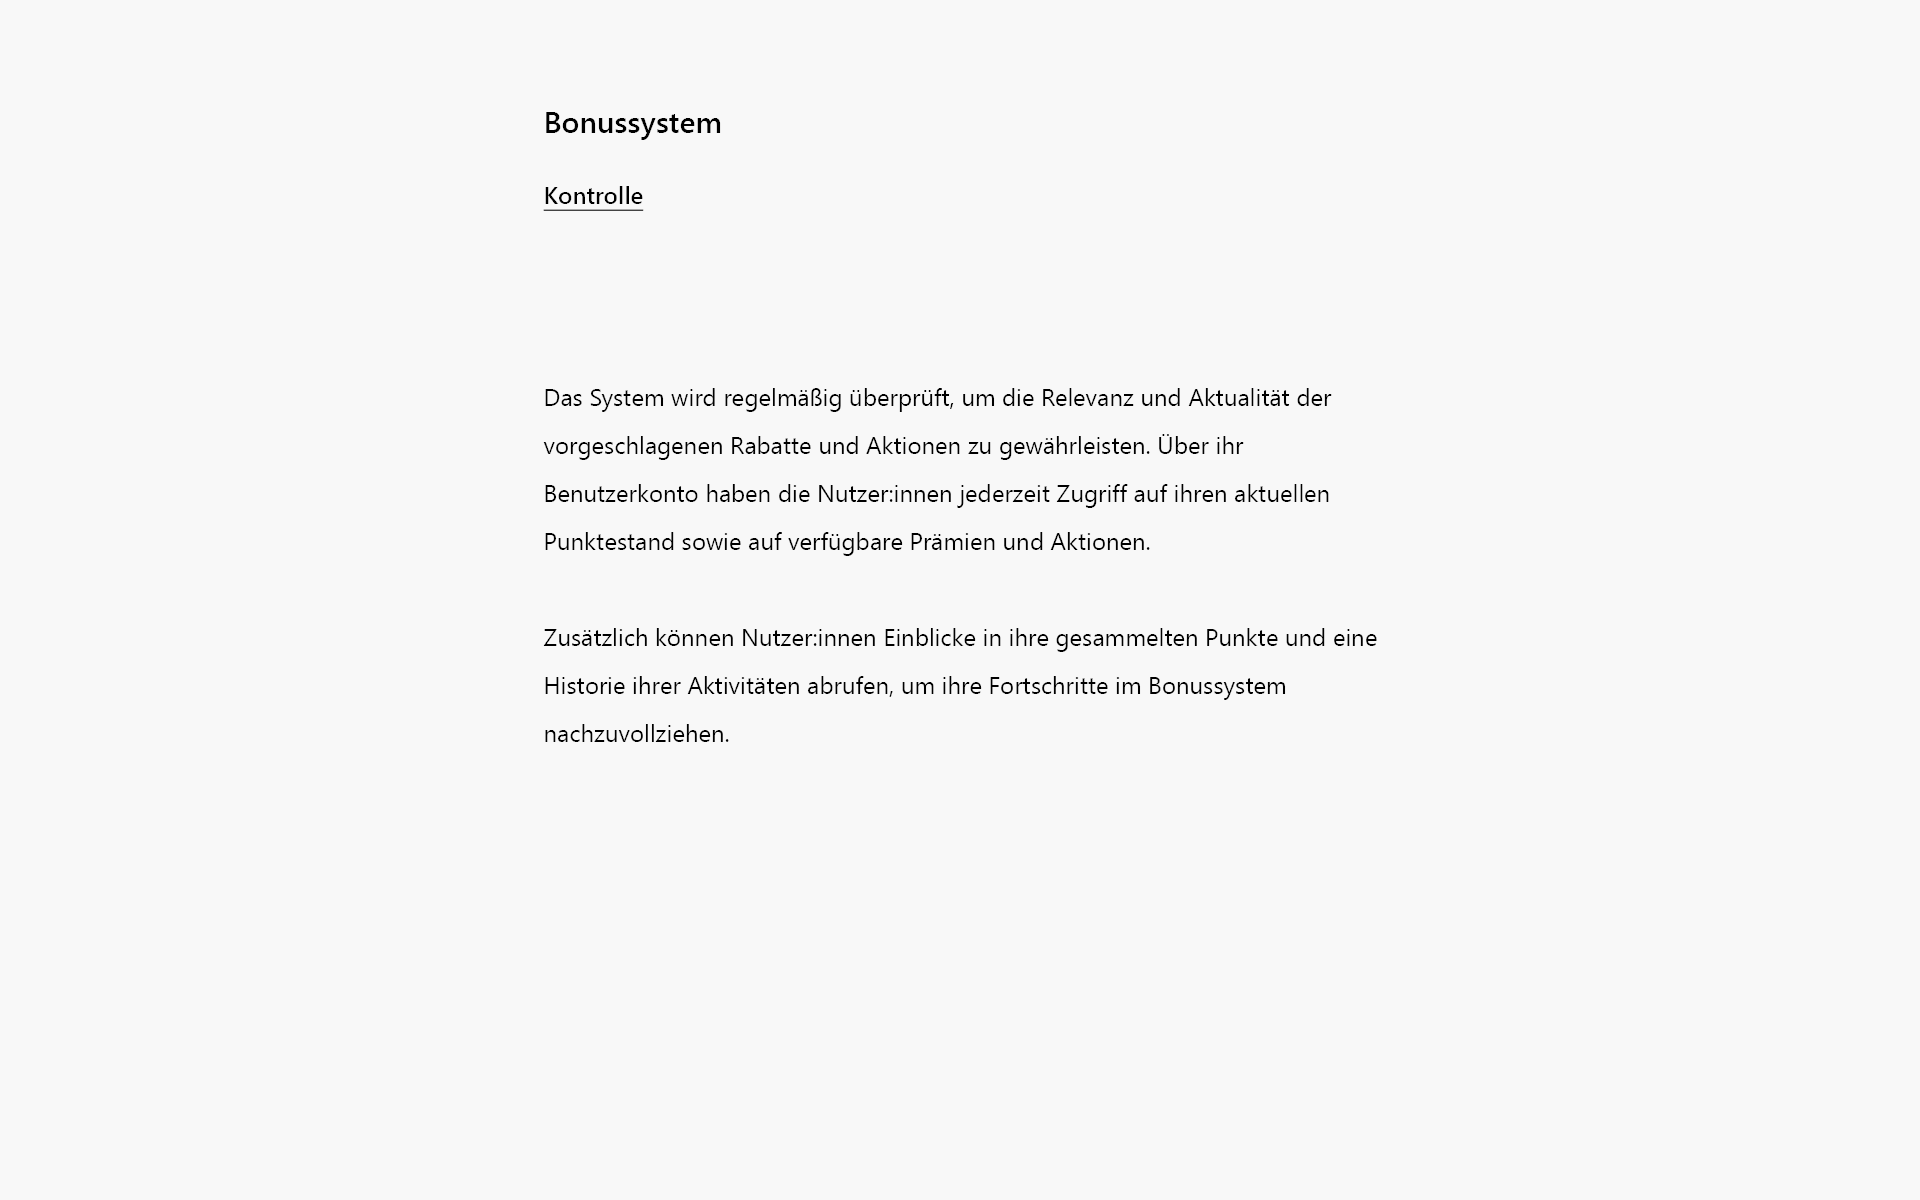 Bonussystem
Kontrolle
Das System wird regelmäßig überprüft, um die Relevanz und Aktualität der
vorgeschlagenen Rabatte und Aktionen zu gewährleisten. Über ihr
Benutzerkonto haben die Nutzer:innen jederzeit Zugriff auf ihren aktuellen
Punktestand sowie auf verfügbare Prämien und Aktionen.
Zusätzlich können Nutzer:innen Einblicke in ihre gesammelten Punkte und eine
Historie ihrer Aktivitäten abrufen, um ihre Fortschritte im Bonussystem
nachzuvollziehen.